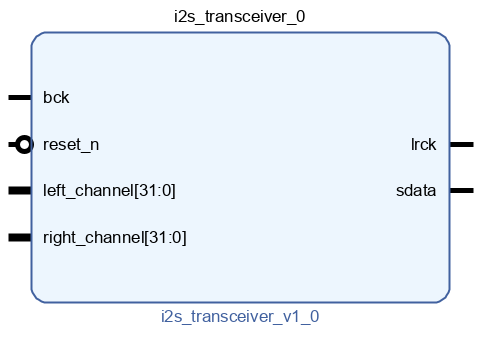 i2s_transceiver_0
bck
reset_n
lrck
left_channel[31:0]
sdata
right_channel[31:0]
i2s_transceiver_v1_0